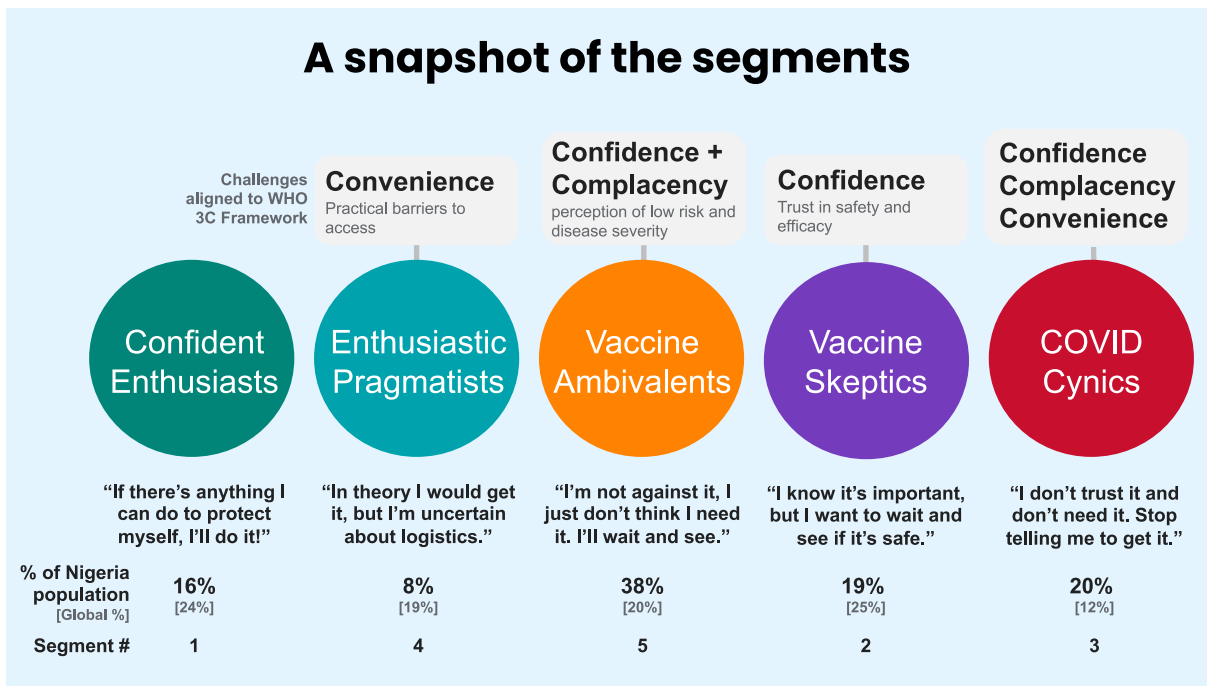 A snapshot of the segments
Challenges
aligned to WHO
3C Framework
Convenience
Practical barriers to
access
Confidence +
Complacency
perception of low risk and
disease severity
Confidence
Trust in safety and
efficacy
Confidence
Complacency
Convenience
Confident
Enthusiasts
Enthusiastic
Pragmatists
Vaccine
Ambivalents
Vaccine
Skeptics
COVID
Cynics
“If there’s anything I
can do to protect
myself, I’ll do it!”
“In theory I would get
it, but I’m uncertain
about logistics.”
“I’m not against it, I
just don’t think I need
it. I’ll wait and see.”
“I know it’s important,
but I want to wait and
see if it’s safe.”
“I don’t trust it and
don’t need it. Stop
telling me to get it.”
% of Nigeria
population
[Global %]
16%
[24%]
8%
[19%]
38%
[20%]
19%
[25%]
20%
[12%]
Segment # 1 4 5 2 3